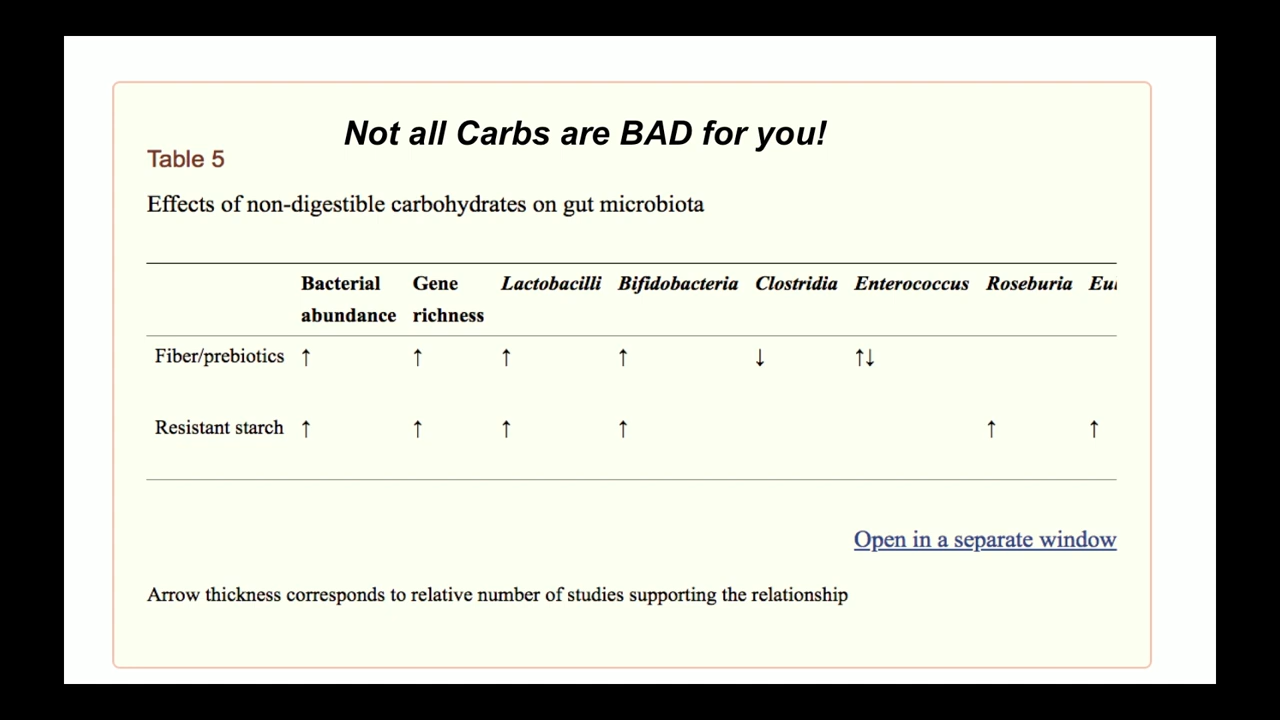 Not all Carbs are BAD for you!
Table 5
Effects of non-digestible carbohydrates on gut microbiota
Bacterial abundance Gene richness Lactobacilli Bifidobacteria Clostridia Enterococcus Roseburia
Fiber/prebiotics ↑ ↑ ↑ ↑ ↓ ↑↓
Resistant starch ↑ ↑ ↑ ↑ ↑ ↑
Open in a separate window
Arrow thickness corresponds to relative number of studies supporting the relationship